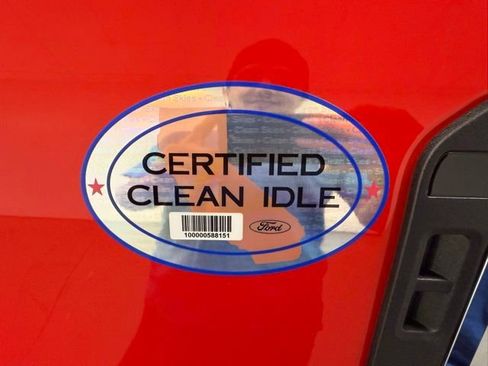 CERTIFIED
CLEAN IDLE
100000588151
Ford